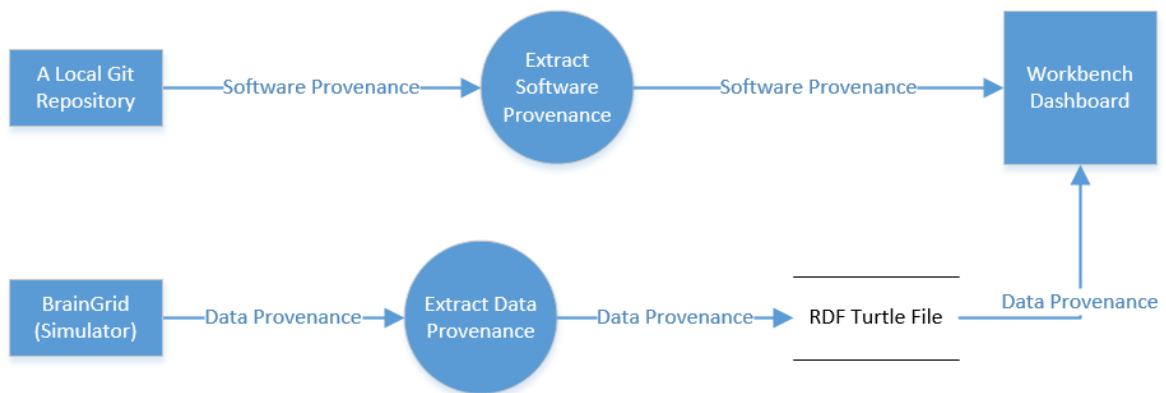 A Local Git
Repository
Software Provenance
Extract
Software
Provenance
Software Provenance
Workbench
Dashboard
BrainGrid
(Simulator)
Data Provenance
Extract Data
Provenance
Data Provenance
RDF Turtle File
Data Provenance